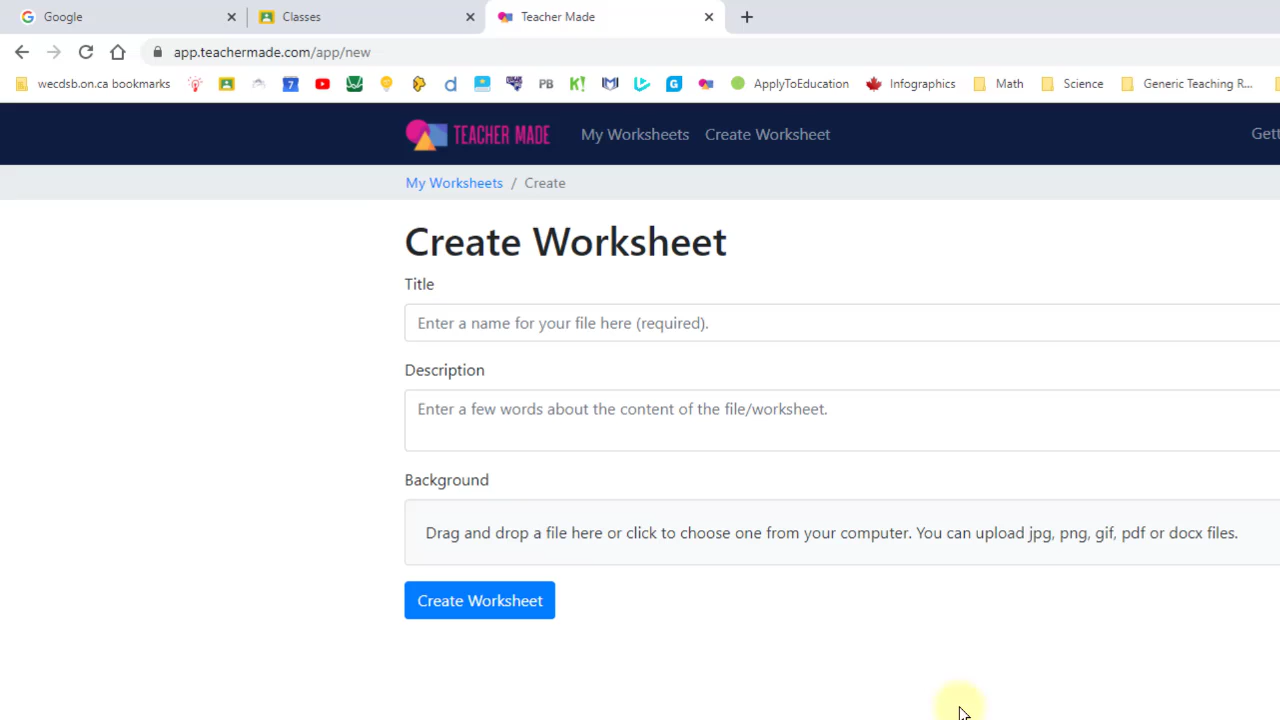 Google
Classes
Teacher Made
app.teachermade.com/app/new
wecdsb.on.ca bookmarks
7
d
PB
K!
G
ApplyToEducation
Infographics
Math
Science
Generic Teaching R...
TEACHER MADE
My Worksheets
Create Worksheet
Gett
My Worksheets / Create
Create Worksheet
Title
Enter a name for your file here (required).
Description
Enter a few words about the content of the file/worksheet.
Background
Drag and drop a file here or click to choose one from your computer. You can upload jpg, png, gif, pdf or docx files.
Create Worksheet